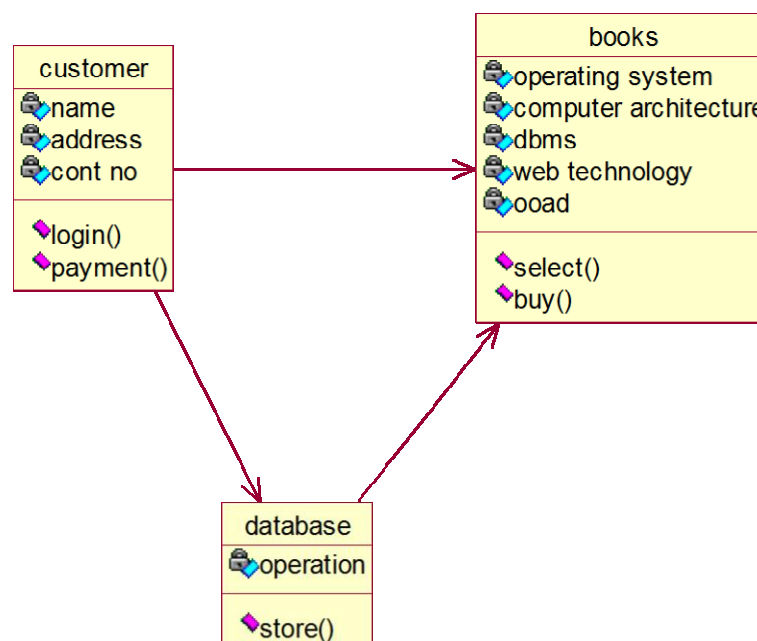 customer
name
address
cont no
login()
payment()
books
operating system
computer architecture
dbms
web technology
ooad
select()
buy()
database
operation
store()